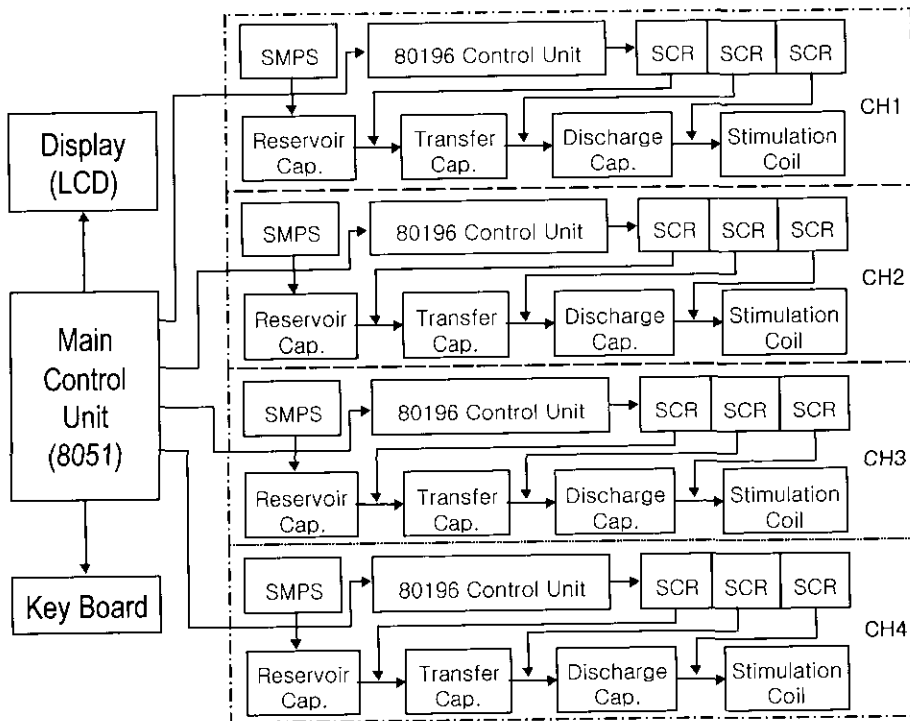 Display
(LCD)
Main
Control
Unit
(8051)
Key Board
SMPS
80196 Control Unit
SCR
SCR
SCR
CH1
Reservoir
Cap.
Transfer
Cap.
Discharge
Cap.
Stimulation
Coil
SMPS
80196 Control Unit
SCR
SCR
SCR
CH2
Reservoir
Cap.
Transfer
Cap.
Discharge
Cap.
Stimulation
Coil
SMPS
80196 Control Unit
SCR
SCR
SCR
CH3
Reservoir
Cap.
Transfer
Cap.
Discharge
Cap.
Stimulation
Coil
SMPS
80196 Control Unit
SCR
SCR
SCR
CH4
Reservoir
Cap.
Transfer
Cap.
Discharge
Cap.
Stimulation
Coil